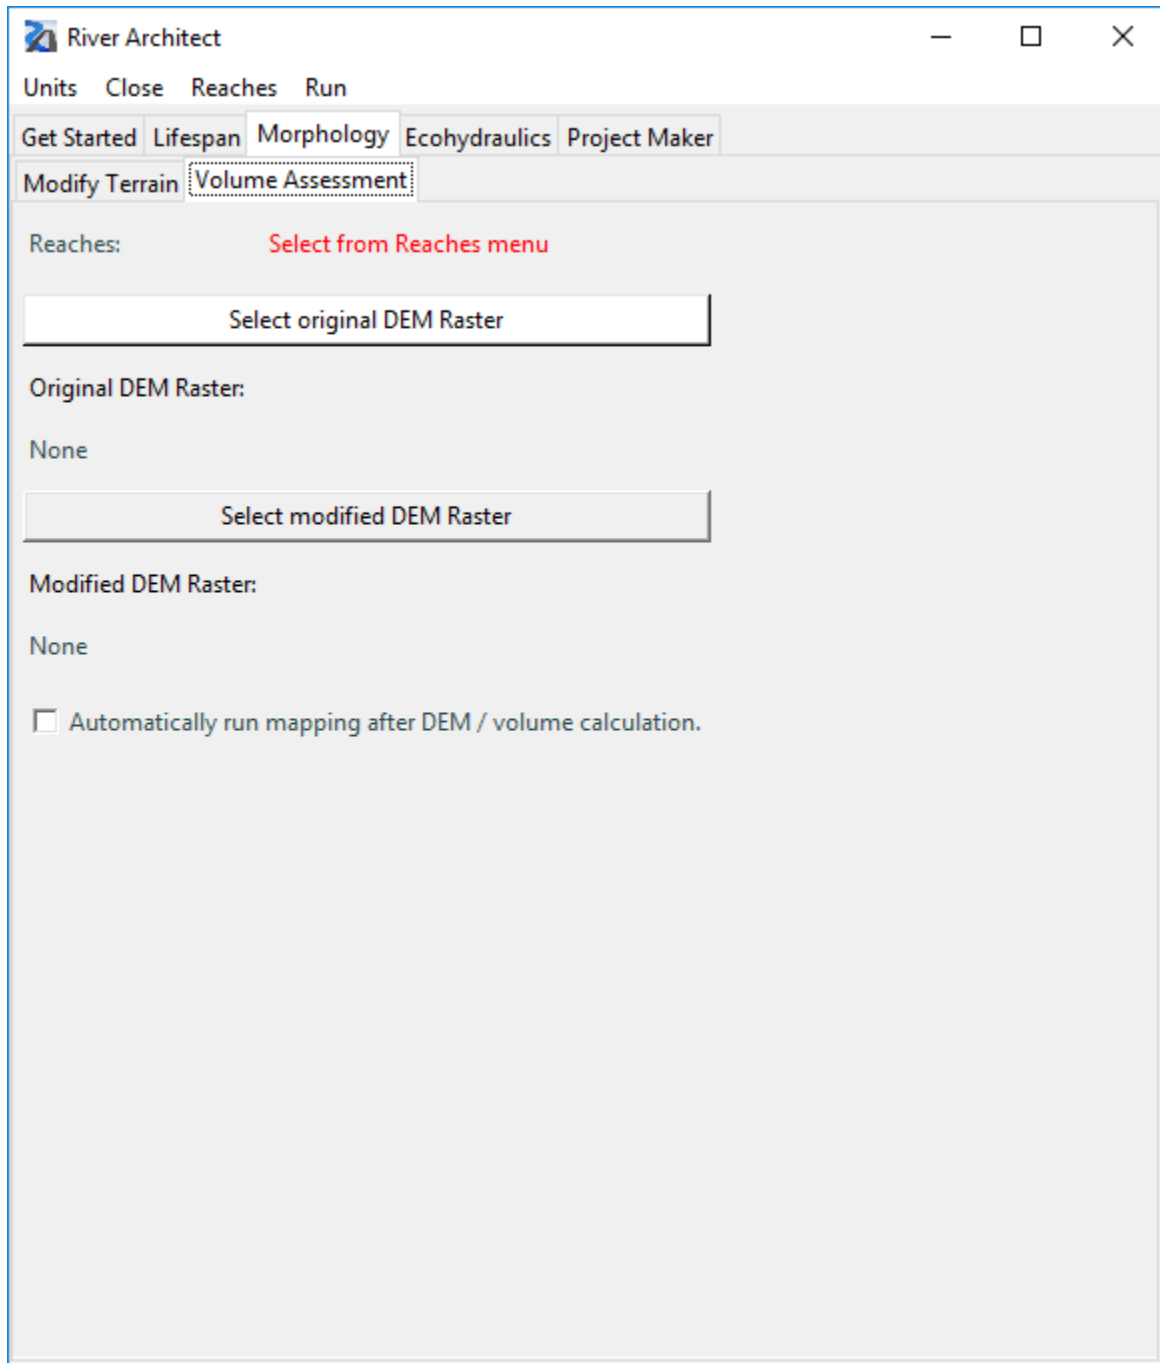 River Architect
Units Close Reaches Run
Get Started Lifespan Morphology Ecohydraulics Project Maker
Modify Terrain Volume Assessment
Reaches: Select from Reaches menu
Select original DEM Raster
Original DEM Raster:
None
Select modified DEM Raster
Modified DEM Raster:
None
Automatically run mapping after DEM / volume calculation.